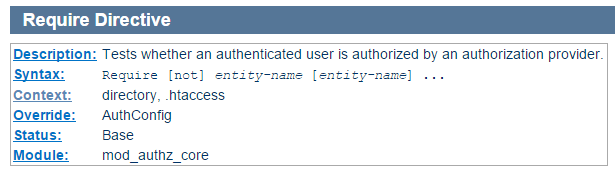 Require Directive
Description: Tests whether an authenticated user is authorized by an authorization provider.
Syntax: Require [not] entity-name [entity-name] ...
Context: directory, .htaccess
Override: AuthConfig
Status: Base
Module: mod_authz_core